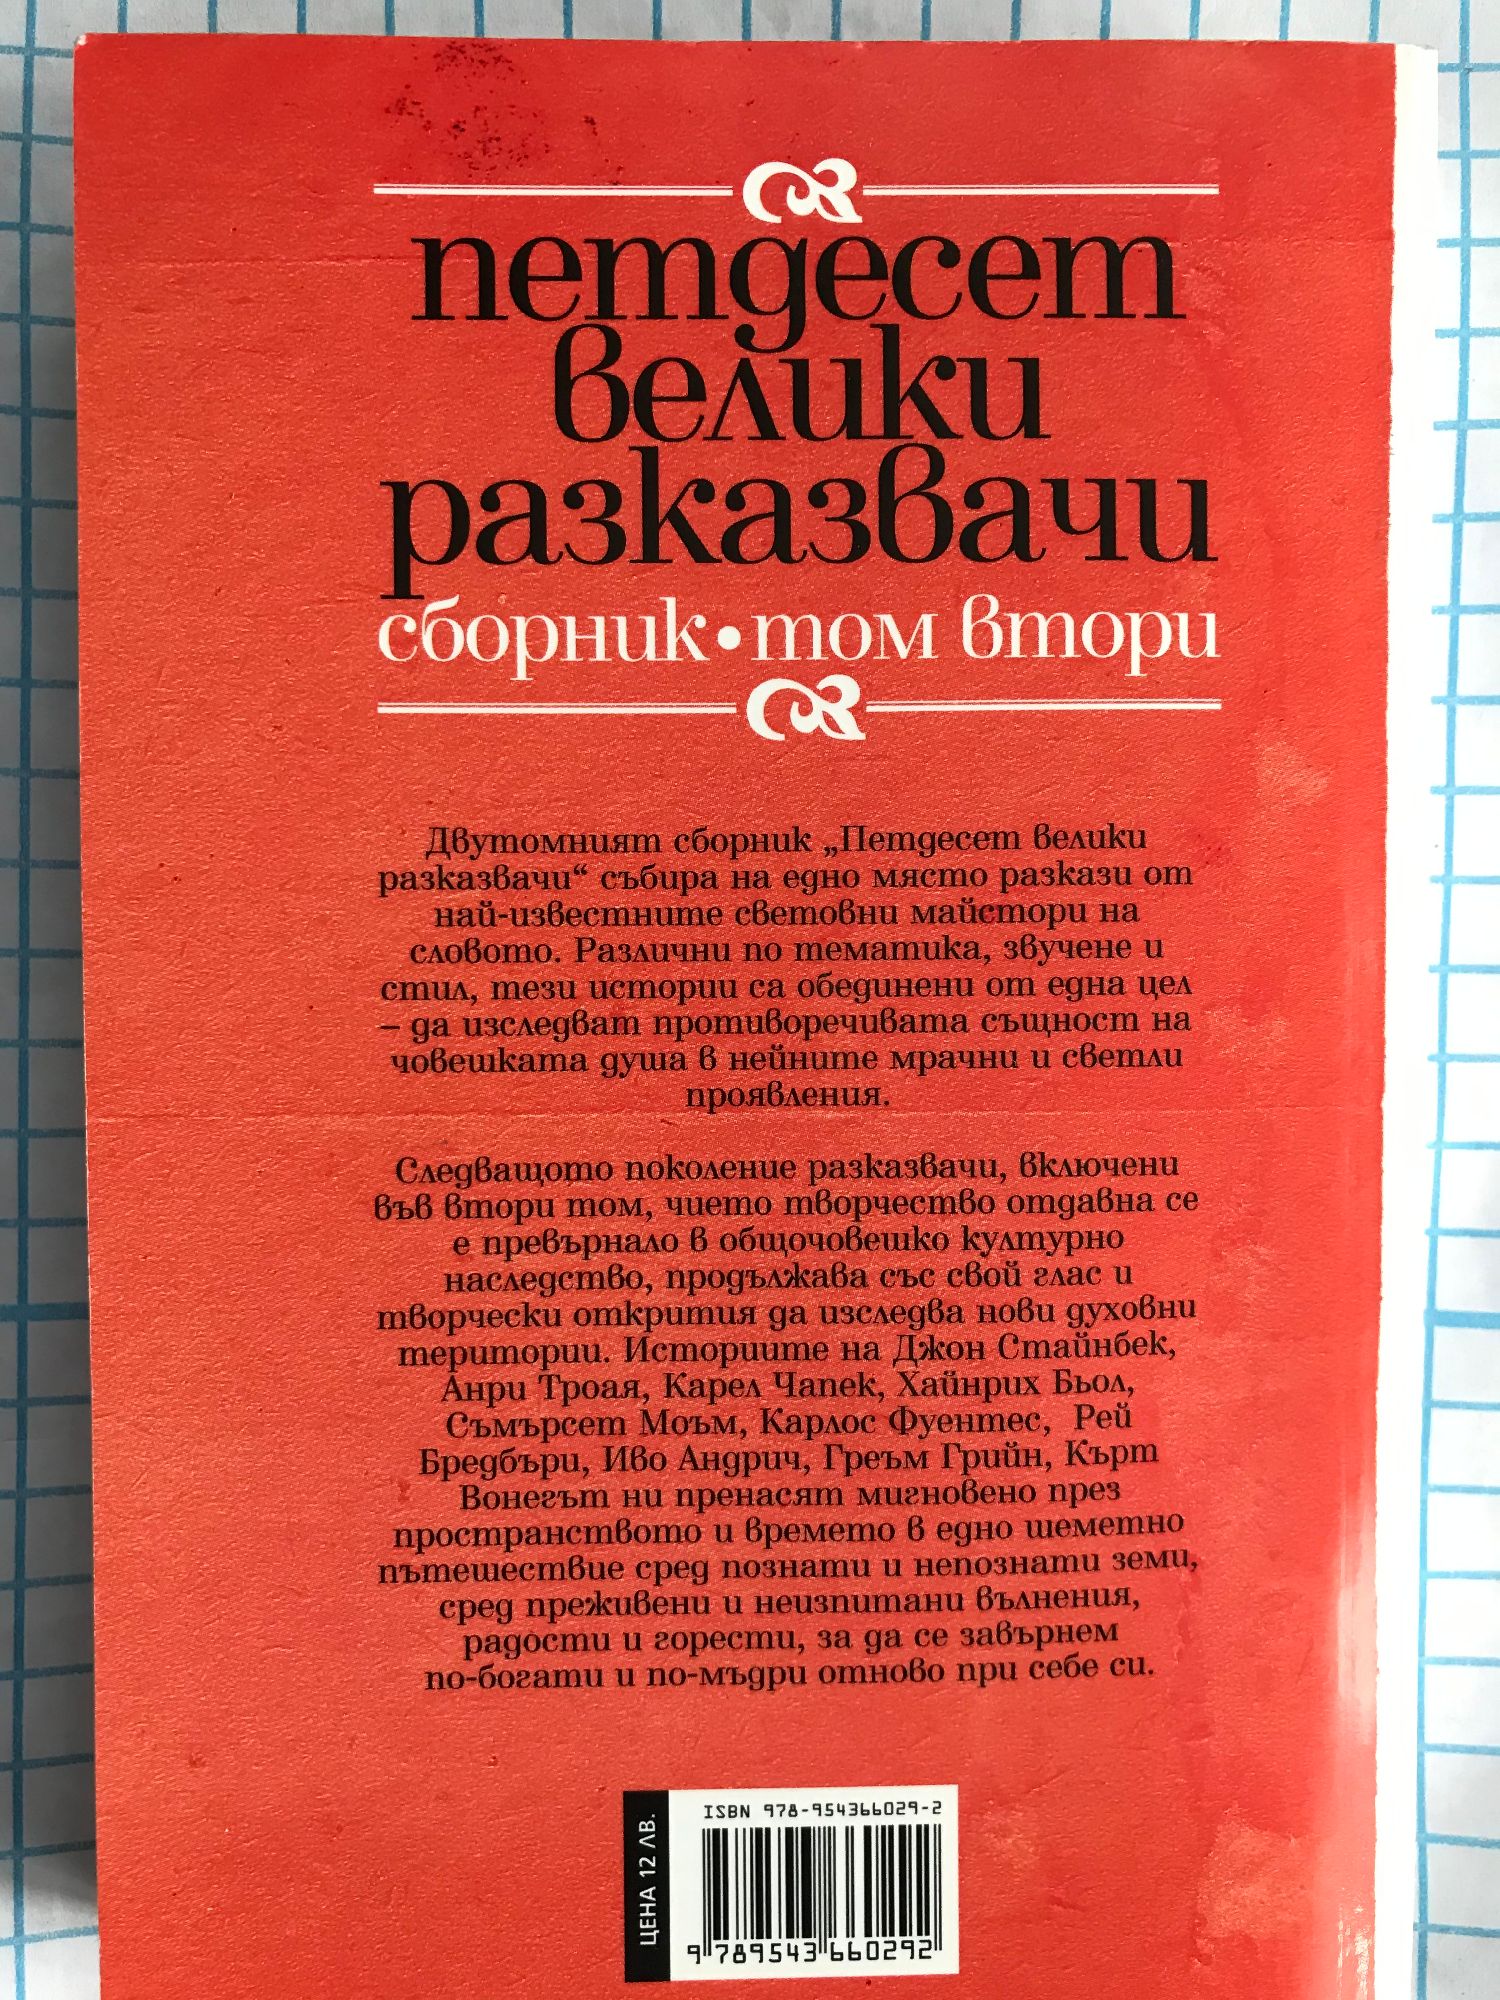 петдесет
велики
разказвачи
сборник • том втори
Двутомният сборник „Петдесет велики
разказвачи“ събира на едно място разкази от
най-известните световни майстори на
словото. Различни по тематика, звучене и
стил, тези истории са обединени от една цел
– да изследват противоречивата същност на
човешката душа в нейните мрачни и светли
проявления.
Следващото поколение разказвачи, включени
във втори том, чието творчество отдавна се
е превърнало в общочовешко културно
наследство, продължава със свой глас и
творчески открития да изследва нови духовни
територии. Историите на Джон Стайнбек,
Анри Троая, Карел Чапек, Хайнрих Бьол,
Съмърсет Моъм, Карлос Фуентес, Рей
Бредбъри, Иво Андрич, Греъм Грийн, Кърт
Вонегът ни пренасят мигновено през
пространството и времето в едно шеметно
пътешествие сред познати и непознати земи,
сред преживени и неизпитани вълнения,
радости и горести, за да се завърнем
по-богати и по-мъдри отново при себе си.
ЦЕНА 12 ЛВ.
ISBN 978-954366029-2
9 789543 660292